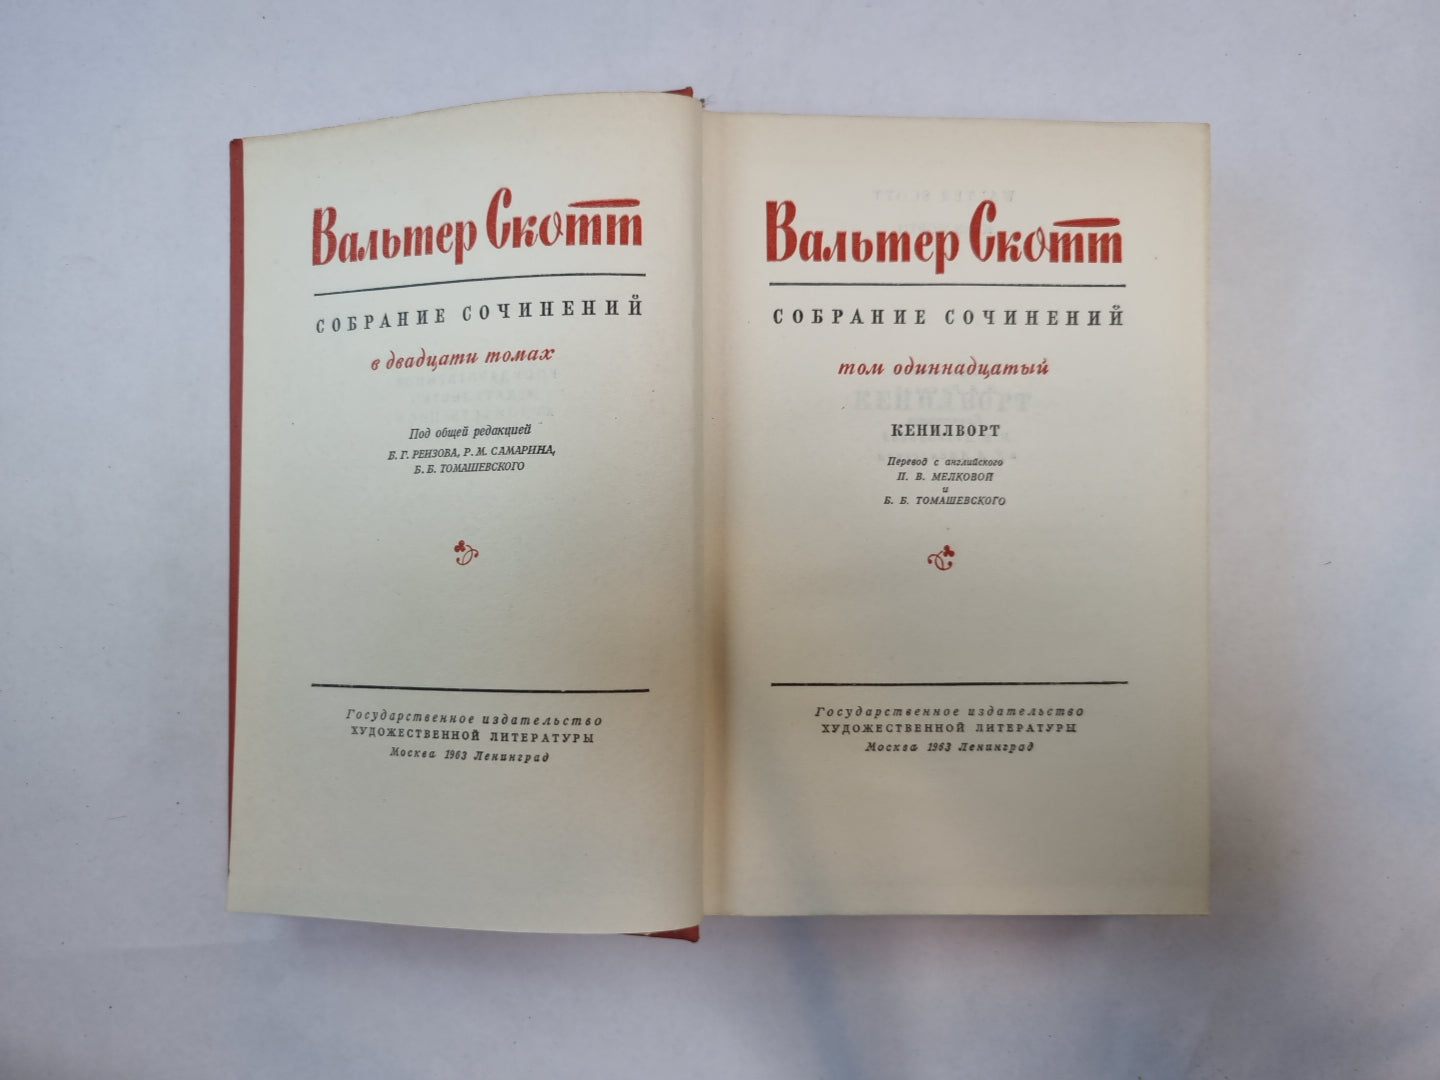 Вальтер Скотт
СОБРАНИЕ СОЧИНЕНИЙ
в двадцати томах
Под общей редакцией
Б. Г. РЕИЗОВА, Р. М. САМАРИНА,
Б. Б. ТОМАШЕВСКОГО
Государственное издательство
ХУДОЖЕСТВЕННОЙ ЛИТЕРАТУРЫ
Москва 1963 Ленинград
Вальтер Скотт
СОБРАНИЕ СОЧИНЕНИЙ
том одиннадцатый
КЕНИЛВОРТ
Перевод с английского
П. В. МЕЛКОВОЙ
и
Б. Б. ТОМАШЕВСКОГО
Государственное издательство
ХУДОЖЕСТВЕННОЙ ЛИТЕРАТУРЫ
Москва 1963 Ленинград